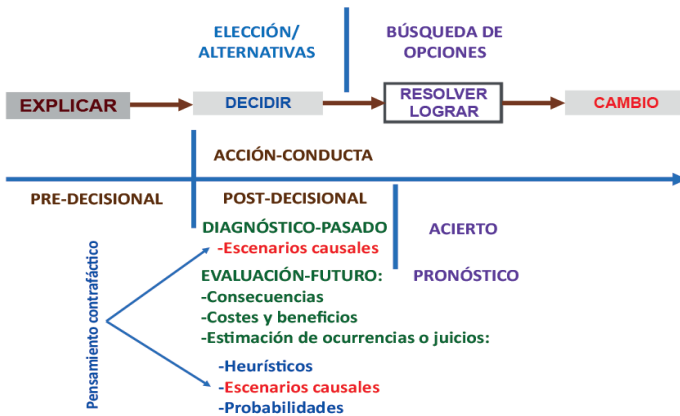 ELECCIÓN/
ALTERNATIVAS
BÚSQUEDA DE
OPCIONES
EXPLICAR
DECIDIR
RESOLVER
LOGRAR
CAMBIO
ACCIÓN-CONDUCTA
PRE-DECISIONAL
POST-DECISIONAL
DIAGNÓSTICO-PASADO
-Escenarios causales
ACIERTO
EVALUACIÓN-FUTURO:
PRONÓSTICO
-Consecuencias
-Costes y beneficios
-Estimación de ocurrencias o juicios:
-Heurísticos
-Escenarios causales
-Probabilidades
Pensamiento contrafáctico